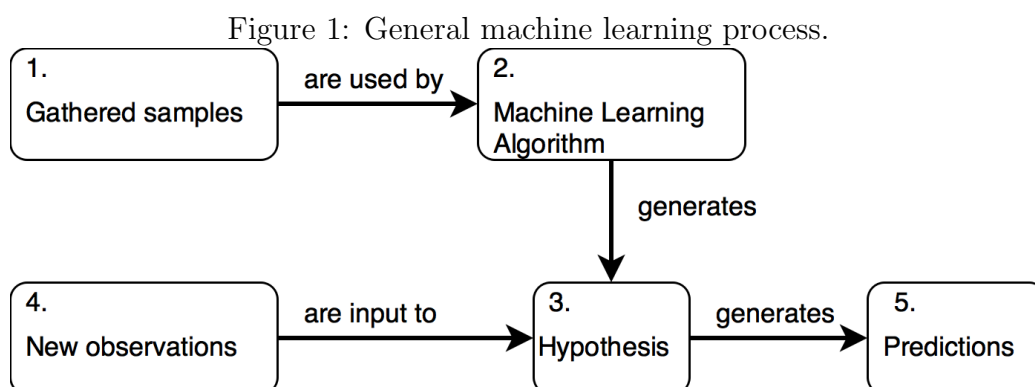 Figure 1: General machine learning process.
1.
Gathered samples
are used by
2.
Machine Learning
Algorithm
generates
4.
New observations
are input to
3.
Hypothesis
generates
5.
Predictions